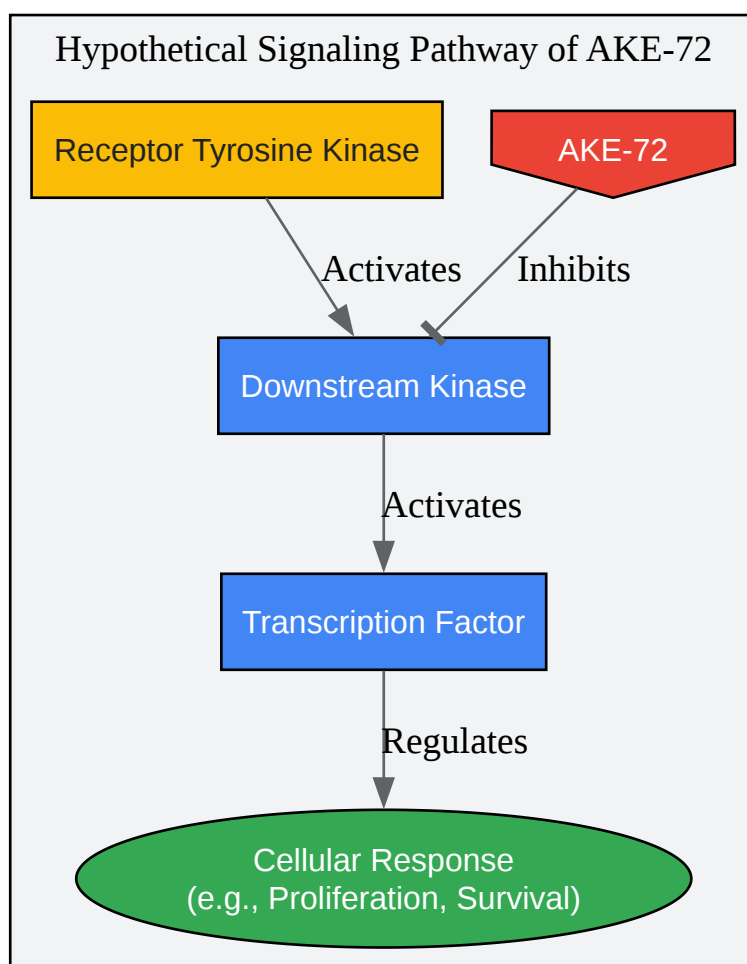 Hypothetical Signaling Pathway of AKE-72
Receptor Tyrosine Kinase
AKE-72
Activates
Inhibits
Downstream Kinase
Activates
Transcription Factor
Regulates
Cellular Response
(e.g., Proliferation, Survival)